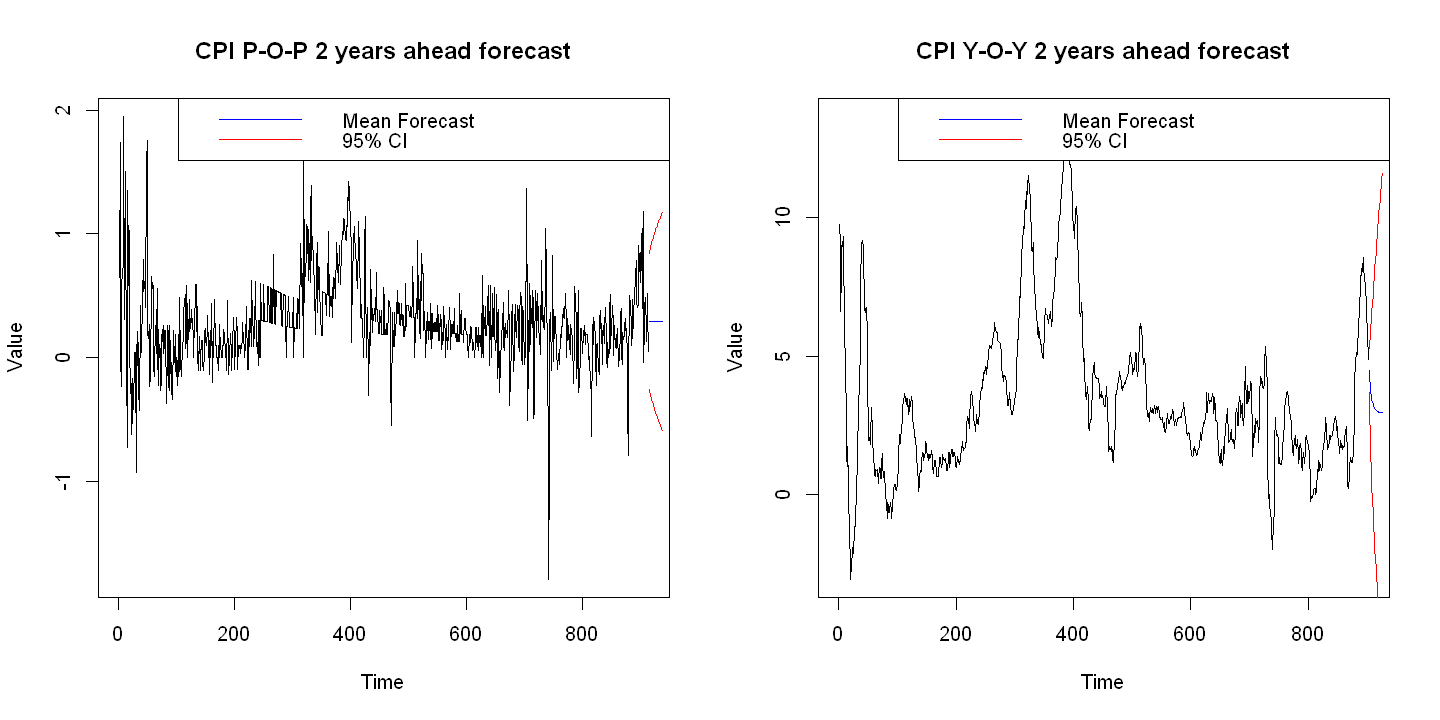 CPI P-O-P 2 years ahead forecast
Mean Forecast
95% CI
Value
2
1
0
-1
0
200
400
600
800
Time
CPI Y-O-Y 2 years ahead forecast
Mean Forecast
95% CI
Value
10
5
0
0
200
400
600
800
Time